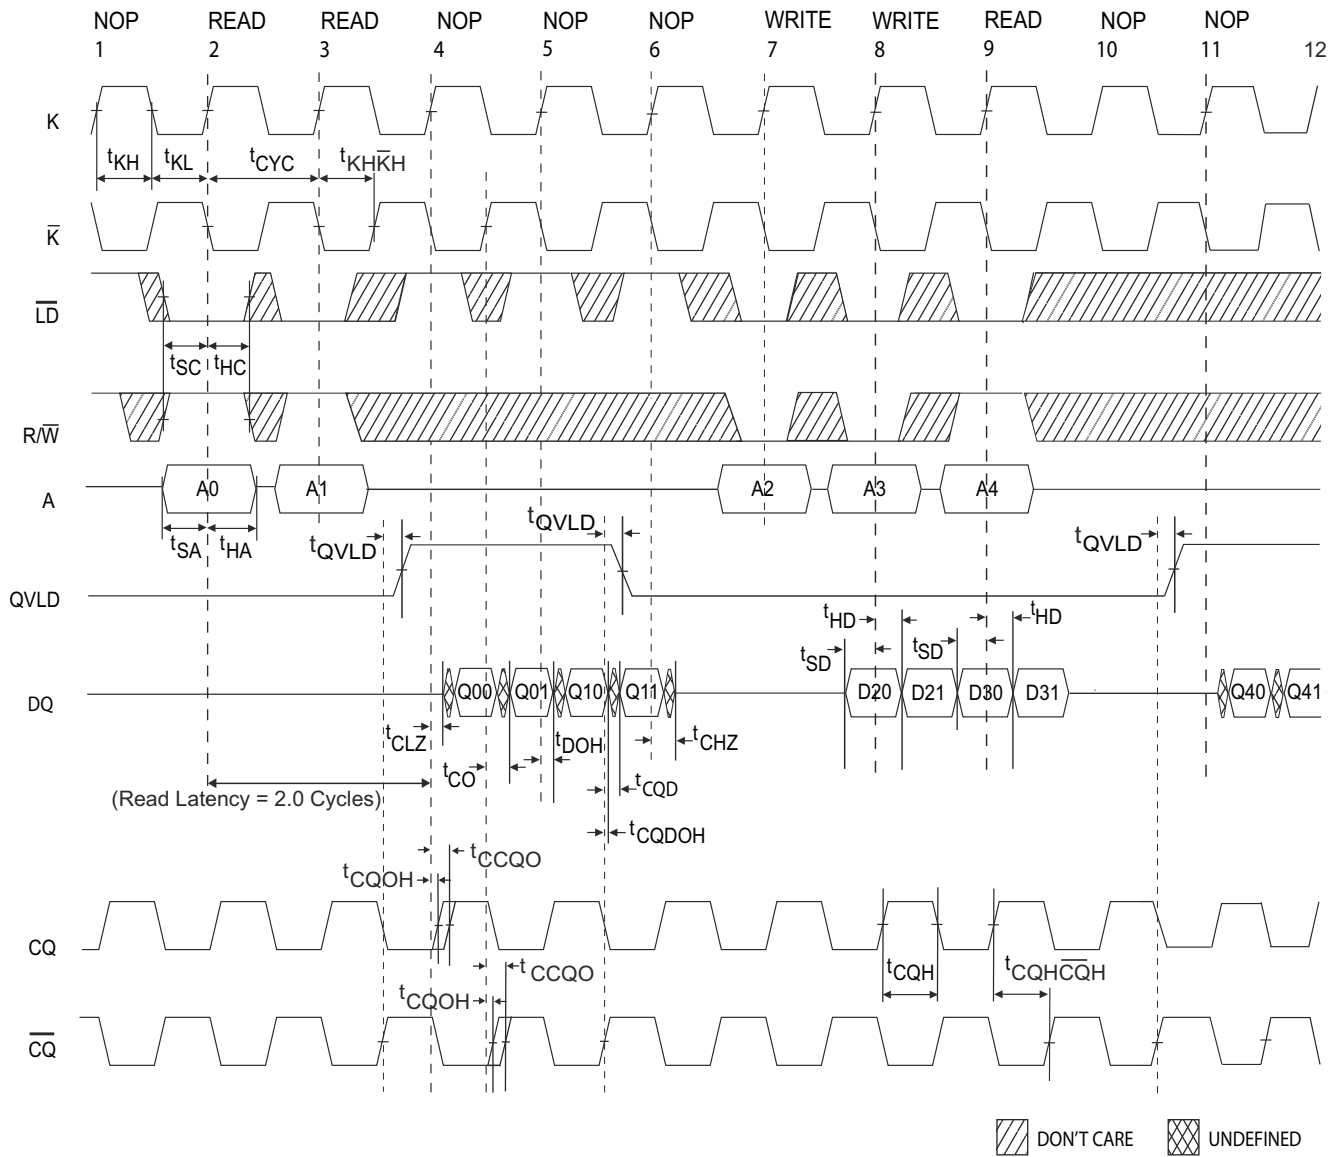 NOP READ READ NOP NOP NOP WRITE WRITE READ NOP NOP
1 2 3 4 5 6 7 8 9 10 11 12
K
tKH tKL tCYC tKHK̅H
K̅
L̅D̅
tSC tHC
R/W̅
A A0 A1 A2 A3 A4
tSA tHA tQVLD tQVLD tQVLD
QVLD
tHD tHD
tSD tSD
DQ Q00 Q01 Q10 Q11 D20 D21 D30 D31 Q40 Q41
tCLZ tDOH tCHZ
tCO tCQD
(Read Latency = 2.0 Cycles)
tCQDOH
tCCQO
tCQOH
CQ
tCCQO tCQH tCQHC̅Q̅H
tCQOH
C̅Q̅
DON'T CARE UNDEFINED